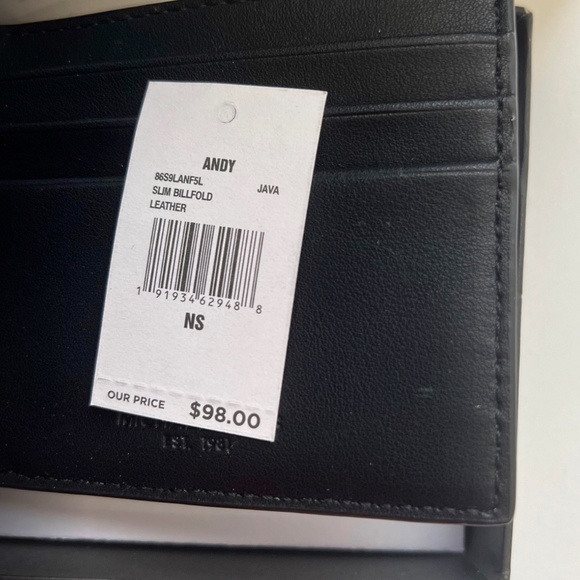 ANDY
86S9LANF5L JAVA
SLIM BILLFOLD
LEATHER
1 91934 62948 8
NS
OUR PRICE $98.00
EST. 1981